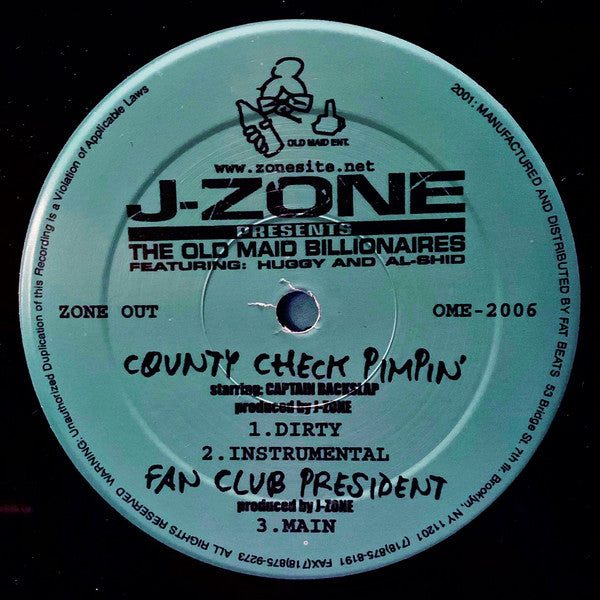 OLD MAID ENT.
www.zonesite.net
J-ZONE
PRESENTS
THE OLD MAID BILLIONAIRES
FEATURING: HUGGY AND AL-SHID
ZONE OUT
OME-2006
COUNTY CHECK PIMPIN'
starring: CAPTAIN BACKSLAP
produced by J-ZONE
1.DIRTY
2.INSTRUMENTAL
FAN CLUB PRESIDENT
produced by J-ZONE
3.MAIN
2001: MANUFACTURED AND DISTRIBUTED BY FAT BEATS 53 Bridge St. 7th flr. Brooklyn, NY 11201 (718)875-8191 FAX(718)875-9273 ALL RIGHTS RESERVED WARNING: Unauthorized Duplication of this Recording is a Violation of Applicable Laws